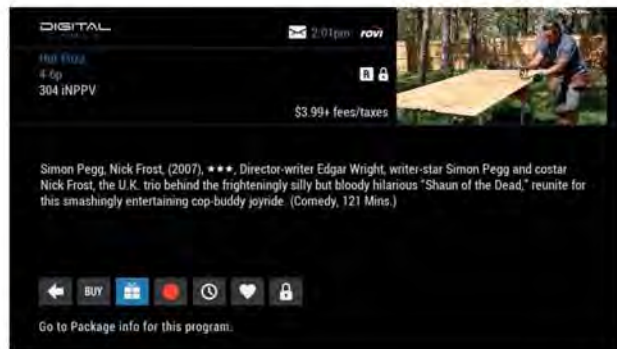 DIGITAL
2:01pm rovi
Hot Fuzz
4-6p
R
304 iNPPV
$3.99+ fees/taxes
Simon Pegg, Nick Frost, (2007), ★★★, Director-writer Edgar Wright, writer-star Simon Pegg and costar
Nick Frost, the U.K. trio behind the frighteningly silly but bloody hilarious "Shaun of the Dead," reunite for
this smashingly entertaining cop-buddy joyride. (Comedy, 121 Mins.)
BUY
Go to Package info for this program.